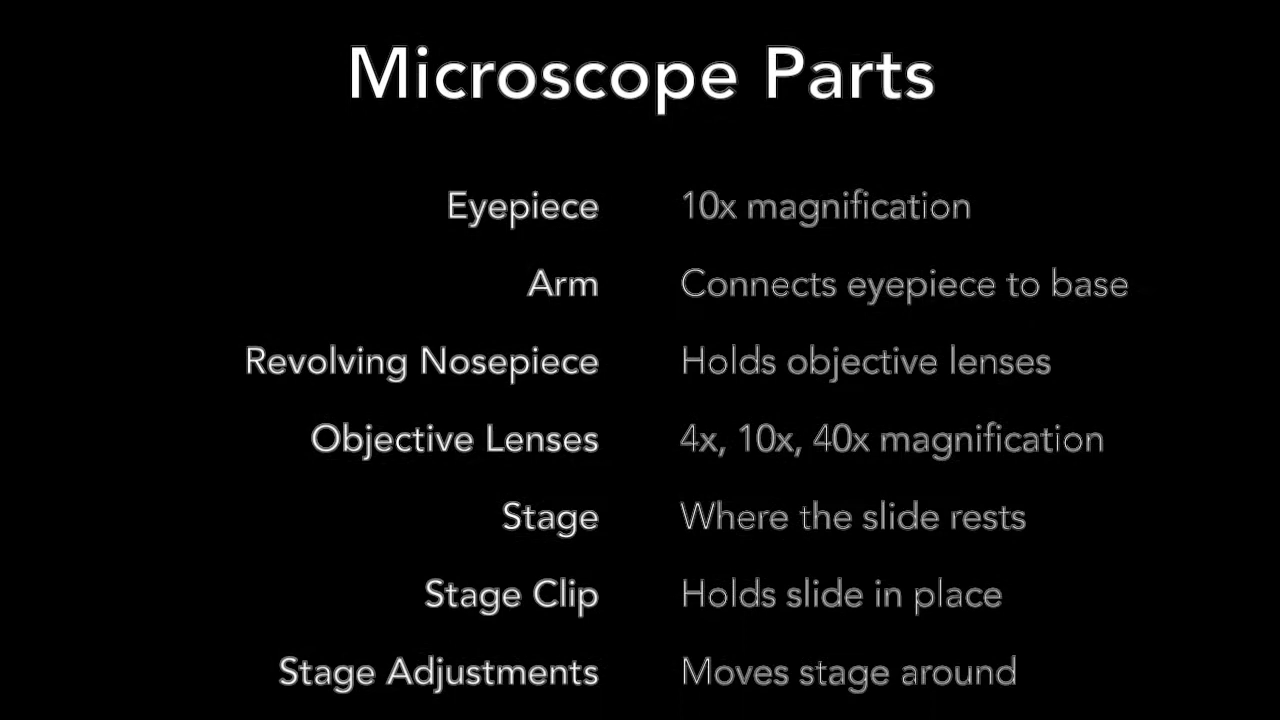 Microscope Parts
Eyepiece 10x magnification
Arm Connects eyepiece to base
Revolving Nosepiece Holds objective lenses
Objective Lenses 4x, 10x, 40x magnification
Stage Where the slide rests
Stage Clip Holds slide in place
Stage Adjustments Moves stage around